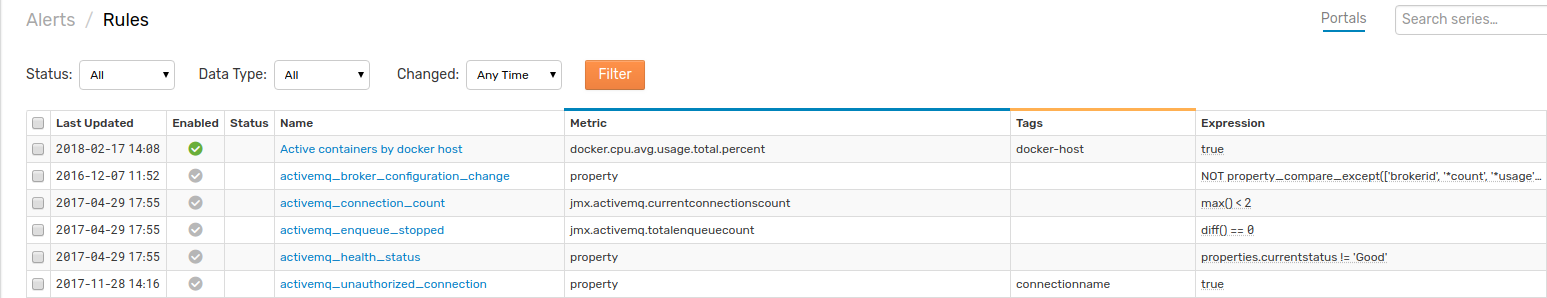 Alerts / Rules Portals Search series...
Status: All Data Type: All Changed: Any Time Filter
Last Updated Enabled Status Name Metric Tags Expression
2018-02-17 14:08 Active containers by docker host docker.cpu.avg.usage.total.percent docker-host true
2016-12-07 11:52 activemq_broker_configuration_change property NOT property_compare_except(['brokerid', '*count', '*usage'...
2017-04-29 17:55 activemq_connection_count jmx.activemq.currentconnectionscount max() < 2
2017-04-29 17:55 activemq_enqueue_stopped jmx.activemq.totalenqueuecount diff() == 0
2017-04-29 17:55 activemq_health_status property properties.currentstatus != 'Good'
2017-11-28 14:16 activemq_unauthorized_connection property connectionname true